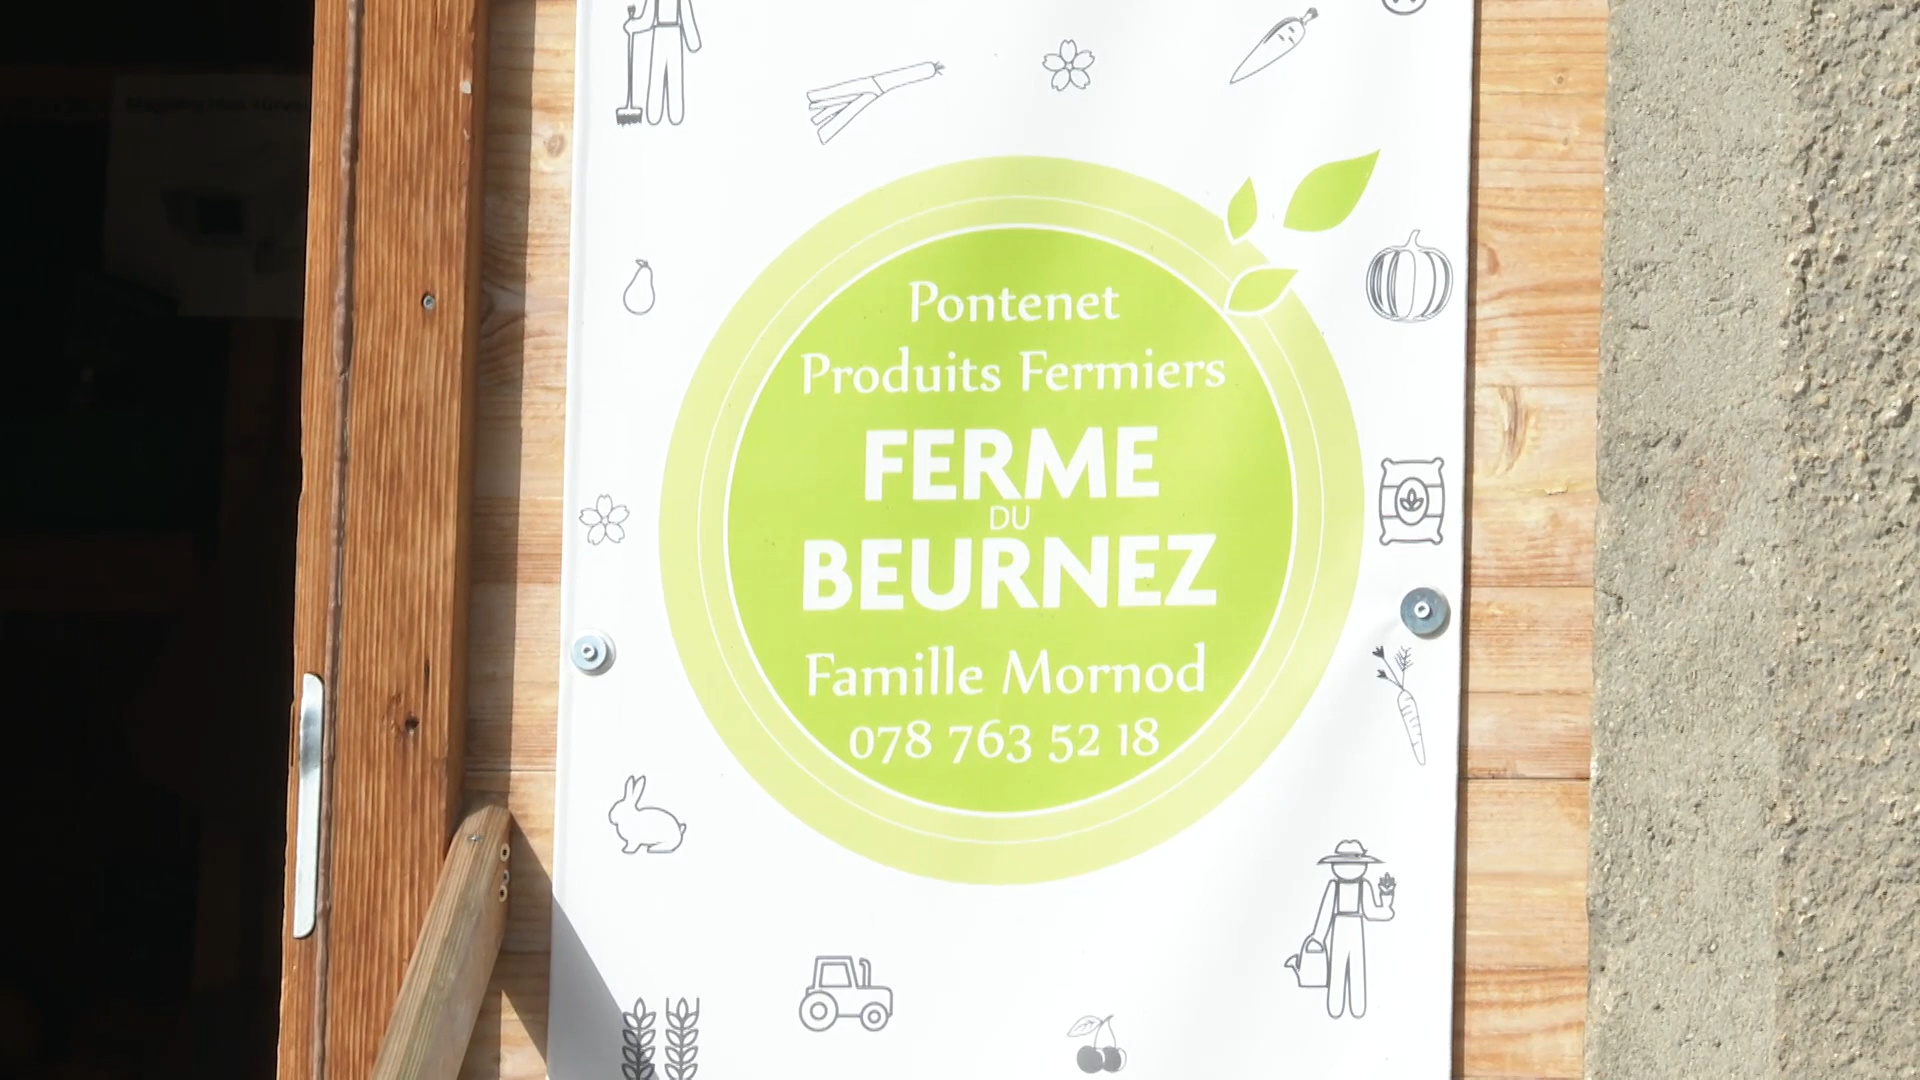 Pontenet
Produits Fermiers
FERME
DU
BEURNEZ
Famille Mornod
078 763 52 18